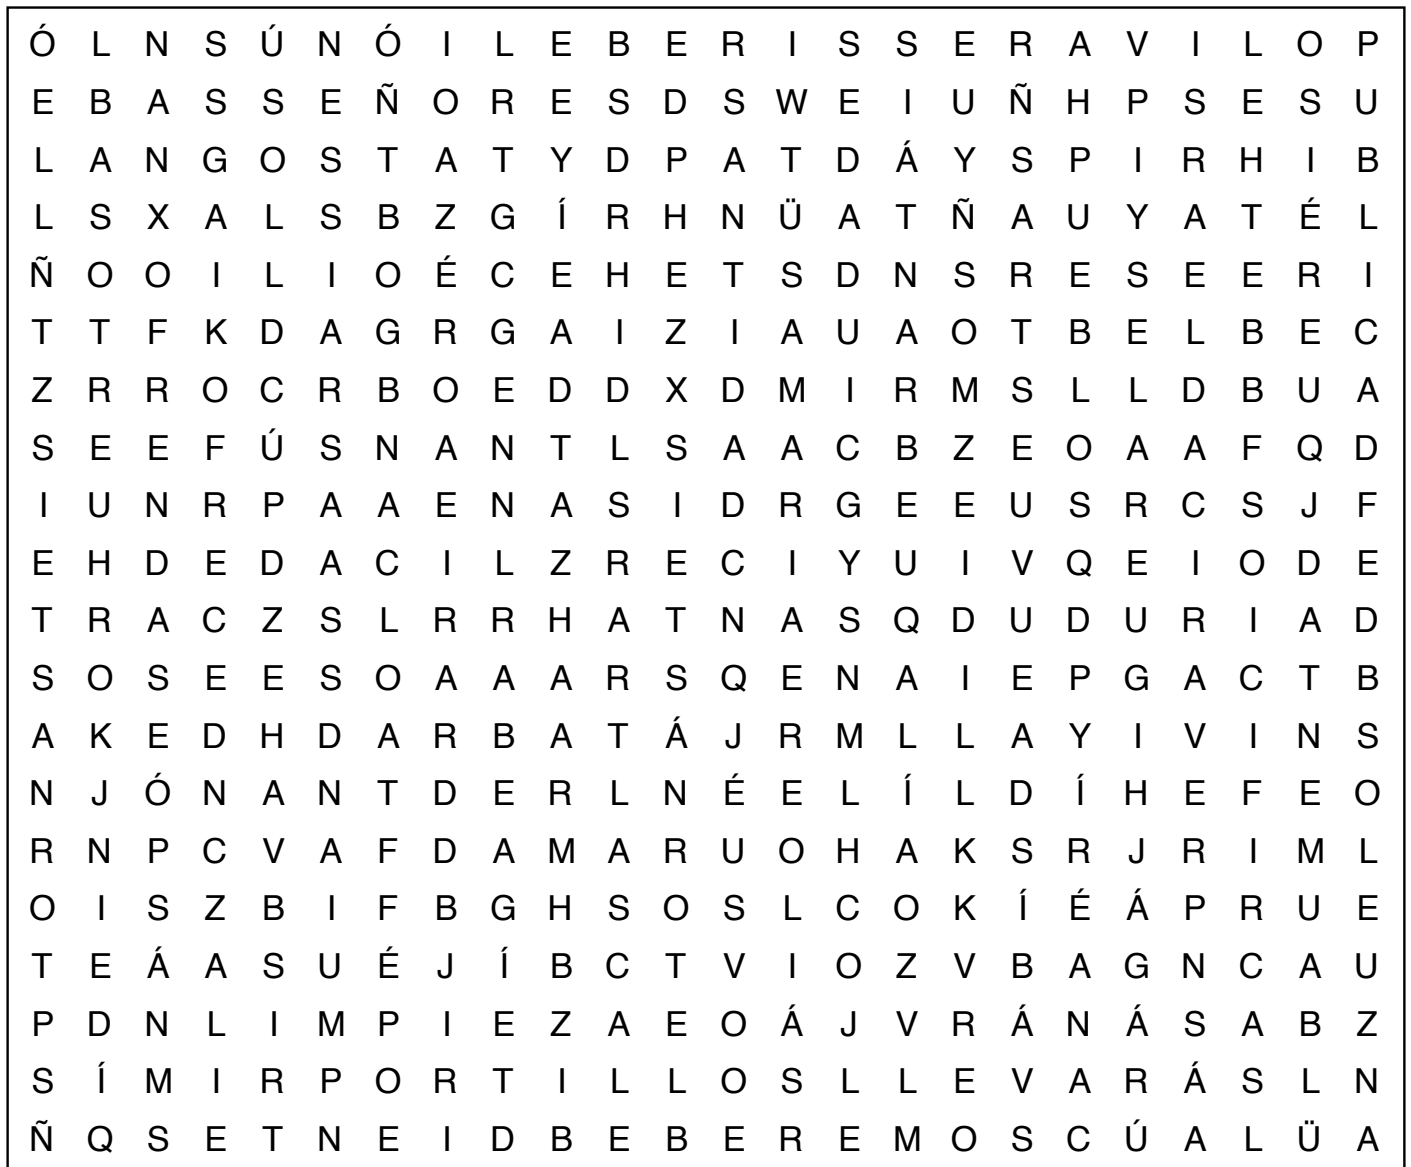 Ó L N S Ú N Ó I L E B E R I S S E R A V I L O P
E B A S S E Ñ O R E S D S W E I U Ñ H P S E S U
L A N G O S T A T Y D P A T D Á Y S P I R H I B
L S X A L S B Z G Í R H N Ü A T Ñ A U Y A T É L
Ñ O O I L I O É C E H E T S D N S R E S E E R I
T T F K D A G R G A I Z I A U A O T B E L B E C
Z R R O C R B O E D D X D M I R M S L L D B U A
S E E F Ú S N A N T L S A A C B Z E O A A F Q D
I U N R P A A E N A S I D R G E E U S R C S J F
E H D E D A C I L Z R E C I Y U I V Q E I O D E
T R A C Z S L R R H A T N A S Q D U D U R I A D
S O S E E S O A A A R S Q E N A I E P G A C T B
A K E D H D A R B A T Á J R M L L A Y I V I N S
N J Ó N A N T D E R L N É E L Í L D Í H E F E O
R N P C V A F D A M A R U O H A K S R J R I M L
O I S Z B I F B G H S O S L C O K Í É Á P R U E
T E Á A S U É J Í B C T V I O Z V B A G N C A U
P D N L I M P I E Z A E O Á J V R Á N Á S A B Z
S Í M I R P O R T I L L O S L L E V A R Á S L N
Ñ Q S E T N E I D B E B E R E M O S C Ú A L Ü A